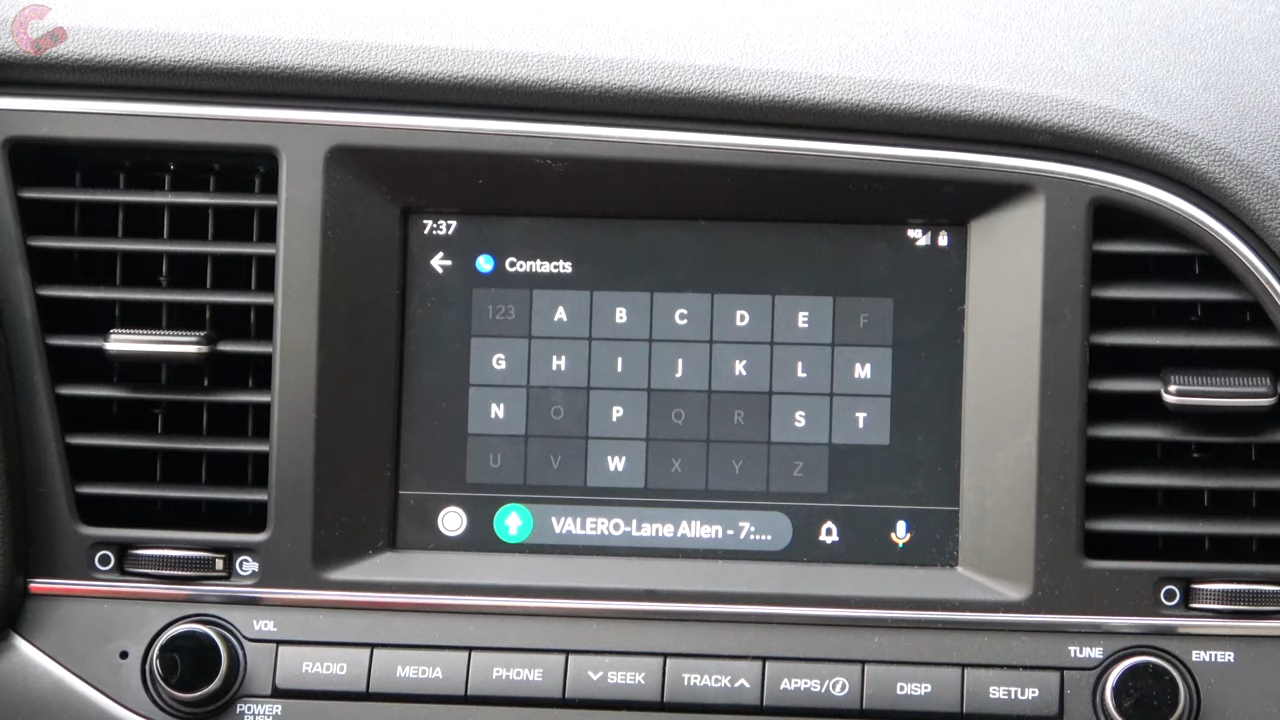 7:37
4G
Contacts
123 A B C D E F
G H I J K L M
N O P Q R S T
U V W X Y Z
VALERO-Lane Allen - 7:...
VOL
TUNE
ENTER
RADIO
MEDIA
PHONE
SEEK
TRACK
APPS/i
DISP
SETUP
POWER
PUSH